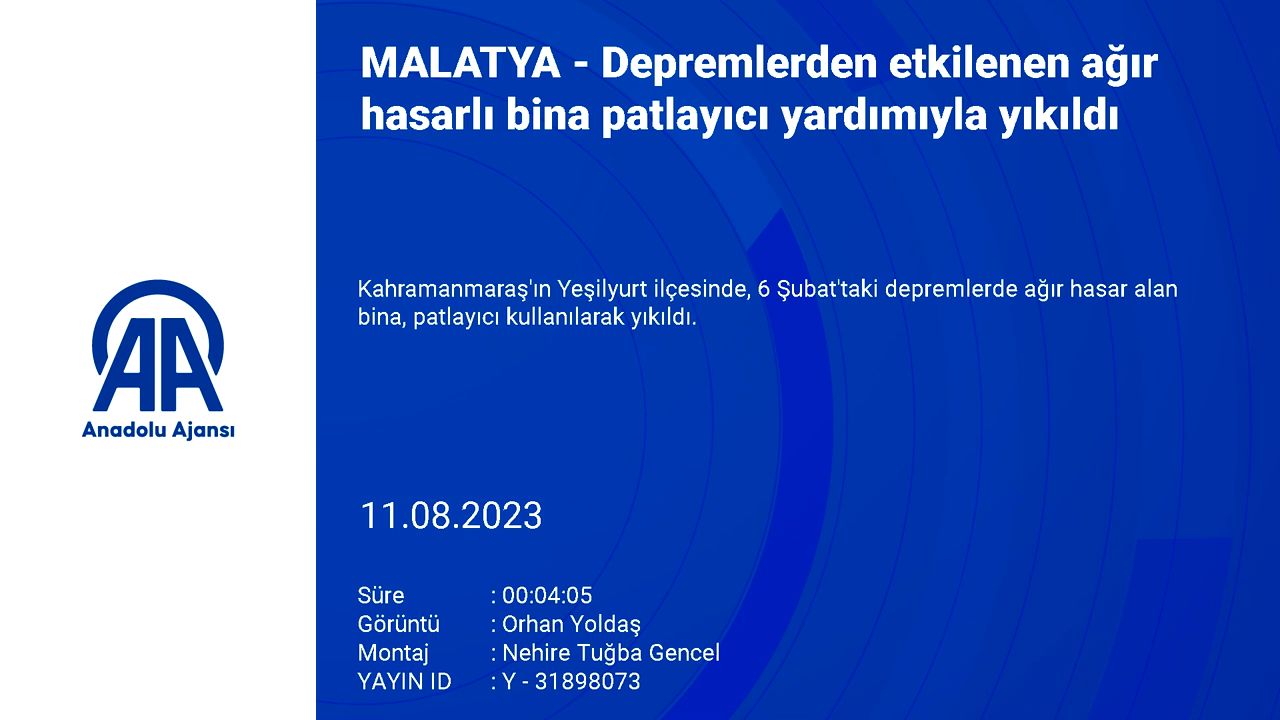 MALATYA - Depremlerden etkilenen ağır
hasarlı bina patlayıcı yardımıyla yıkıldı
Kahramanmaraş'ın Yeşilyurt ilçesinde, 6 Şubat'taki depremlerde ağır hasar alan
bina, patlayıcı kullanılarak yıkıldı.
AA
Anadolu Ajansı
11.08.2023
Süre : 00:04:05
Görüntü : Orhan Yoldaş
Montaj : Nehire Tuğba Gencel
YAYIN ID : Y - 31898073